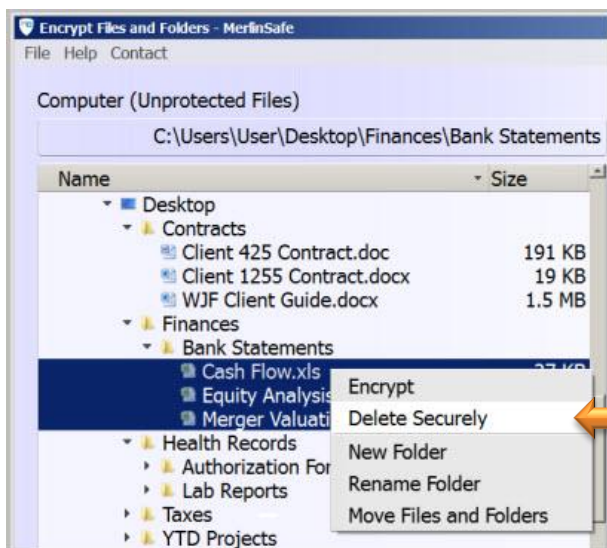 Encrypt Files and Folders - MerlinSafe
File Help Contact
Computer (Unprotected Files)
C:\Users\User\Desktop\Finances\Bank Statements
Name Size
Desktop
Contracts
Client 425 Contract.doc 191 KB
Client 1255 Contract.docx 19 KB
WJF Client Guide.docx 1.5 MB
Finances
Bank Statements
Cash Flow.xls KB
Equity Analysis
Merger Valuati
Health Records
Authorization For
Lab Reports
Taxes
YTD Projects
Encrypt
Delete Securely
New Folder
Rename Folder
Move Files and Folders